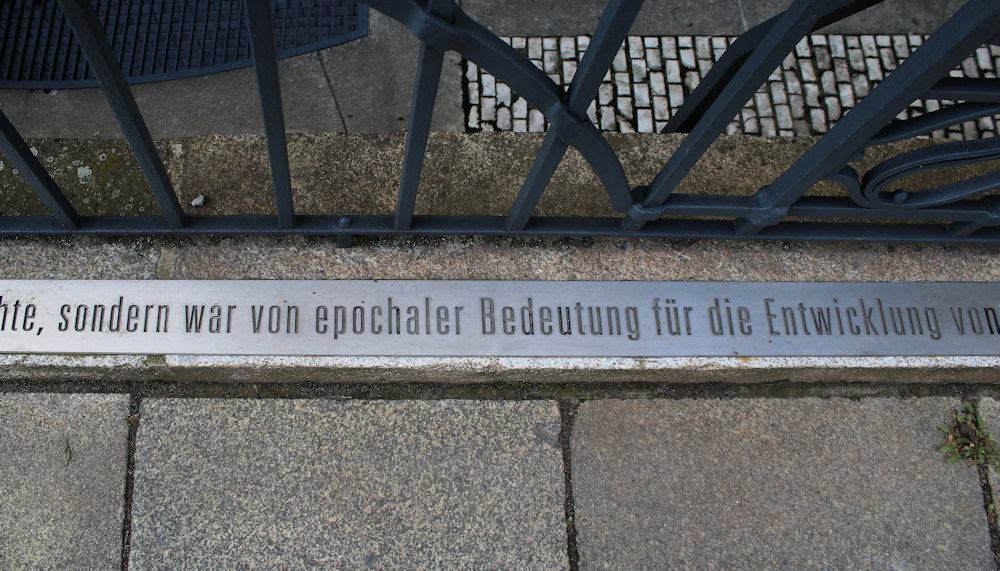 hte, sondern war von epochaler Bedeutung für die Entwicklung von